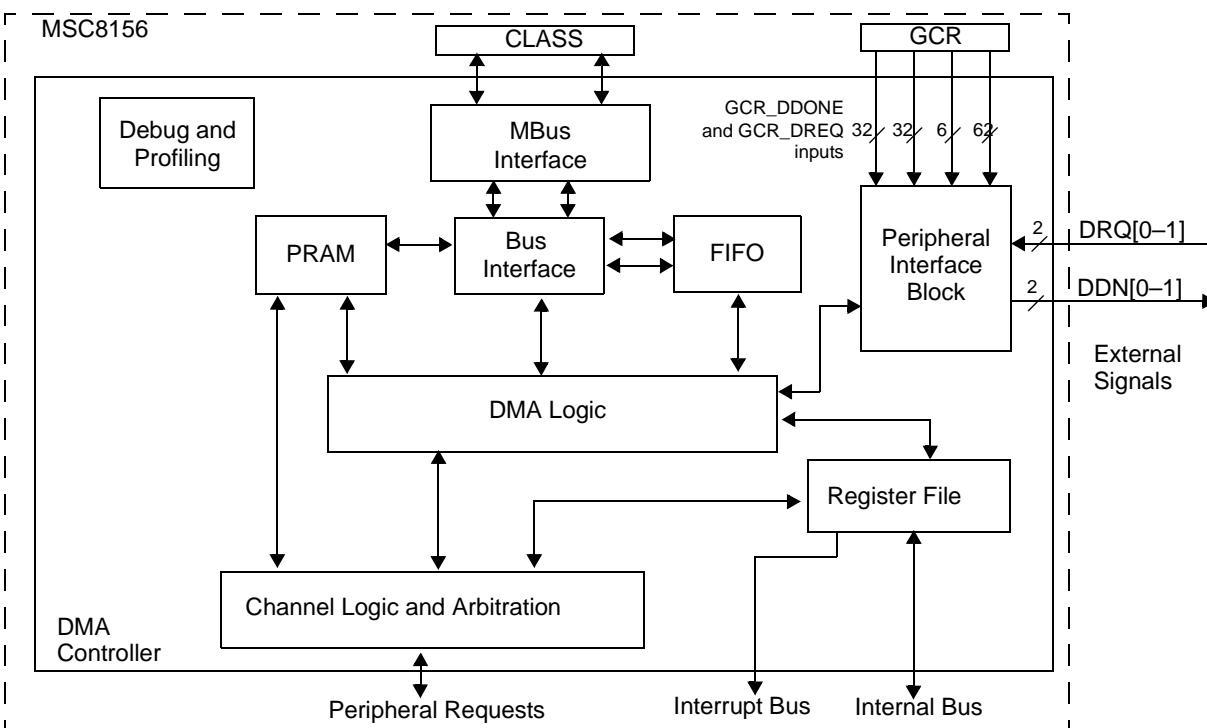 MSC8156
CLASS
GCR
Debug and
Profiling
MBus
Interface
GCR_DDONE
and GCR_DREQ
inputs
32
32
6
62
PRAM
Bus
Interface
FIFO
Peripheral
Interface
Block
2
DRQ[0–1]
2
DDN[0–1]
External
Signals
DMA Logic
Register File
Channel Logic and Arbitration
DMA
Controller
Peripheral Requests
Interrupt Bus
Internal Bus